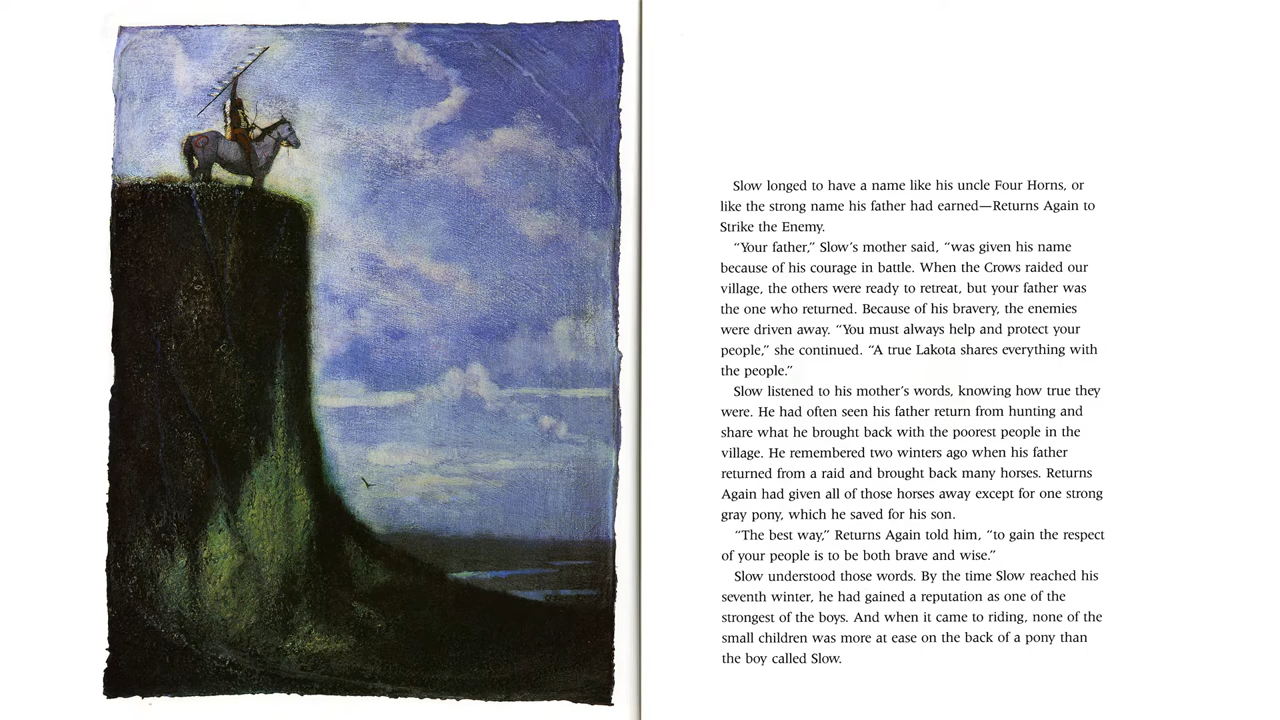 Slow longed to have a name like his uncle Four Horns, or
like the strong name his father had earned—Returns Again to
Strike the Enemy.
“Your father,” Slow’s mother said, “was given his name
because of his courage in battle. When the Crows raided our
village, the others were ready to retreat, but your father was
the one who returned. Because of his bravery, the enemies
were driven away. “You must always help and protect your
people,” she continued. “A true Lakota shares everything with
the people.”
Slow listened to his mother’s words, knowing how true they
were. He had often seen his father return from hunting and
share what he brought back with the poorest people in the
village. He remembered two winters ago when his father
returned from a raid and brought back many horses. Returns
Again had given all of those horses away except for one strong
gray pony, which he saved for his son.
“The best way,” Returns Again told him, “to gain the respect
of your people is to be both brave and wise.”
Slow understood those words. By the time Slow reached his
seventh winter, he had gained a reputation as one of the
strongest of the boys. And when it came to riding, none of the
small children was more at ease on the back of a pony than
the boy called Slow.